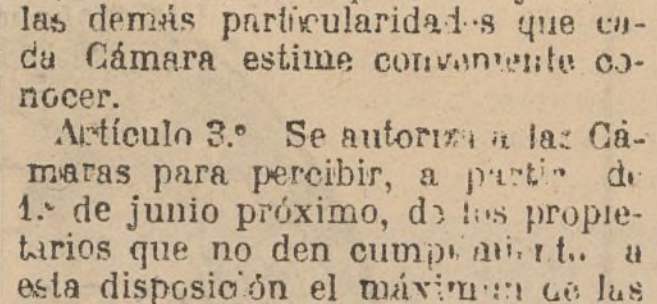 las demás particularidades que ca-
da Cámara estime conveniente co-
nocer.
Artículo 3.º Se autoriza a las Cá-
maras para percibir, a partir de
1.º de junio próximo, de los propie-
tarios que no den cumplimiento a
esta disposición el máximun de las